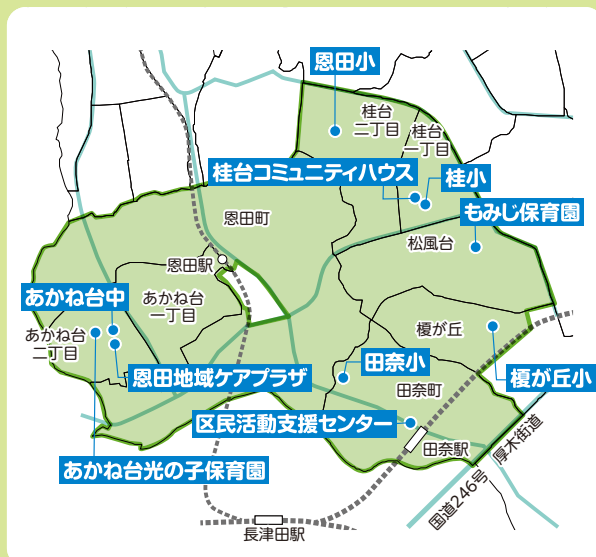 恩田小
桂台
二丁目
桂台
一丁目
桂台コミュニティハウス
桂小
もみじ保育園
恩田町
松風台
恩田駅
あかね台中
あかね台
一丁目
あかね台
二丁目
榎が丘
恩田地域ケアプラザ
田奈小
田奈町
榎が丘小
区民活動支援センター
田奈駅
厚木街道
あかね台光の子保育園
国道246号
長津田駅